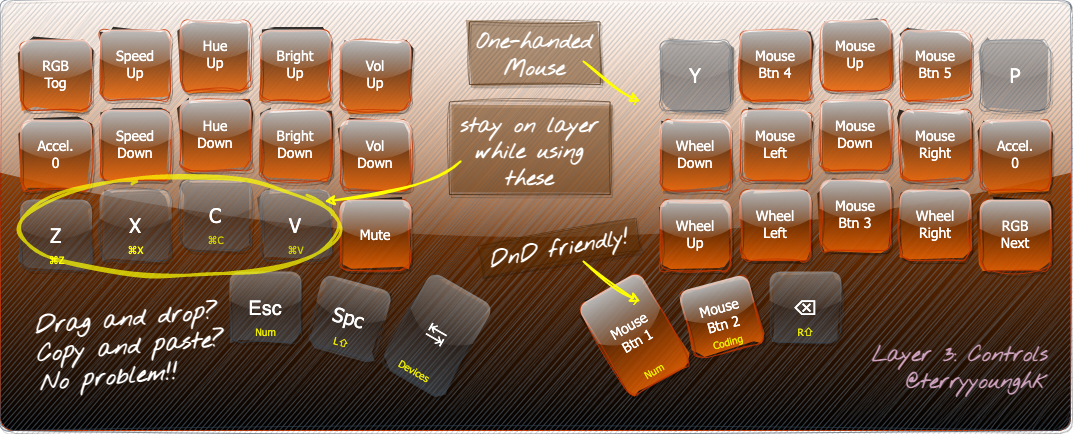 RGB
Tog
Speed
Up
Hue
Up
Bright
Up
Vol
Up
One-handed
Mouse
Y
Mouse
Btn 4
Mouse
Up
Mouse
Btn 5
P
Accel.
0
Speed
Down
Hue
Down
Bright
Down
Vol
Down
stay on layer
while using
these
Wheel
Down
Mouse
Left
Mouse
Down
Mouse
Right
Accel.
0
Z
⌘Z
X
⌘X
C
⌘C
V
⌘V
Mute
DnD friendly!
Wheel
Up
Wheel
Left
Mouse
Btn 3
Wheel
Right
RGB
Next
Drag and drop?
Copy and paste?
No problem!!
Esc
Num
Spc
L⇧
Devices
Mouse
Btn 1
Num
Mouse
Btn 2
Coding
R⇧
Layer 3: Controls
@terryyounghk